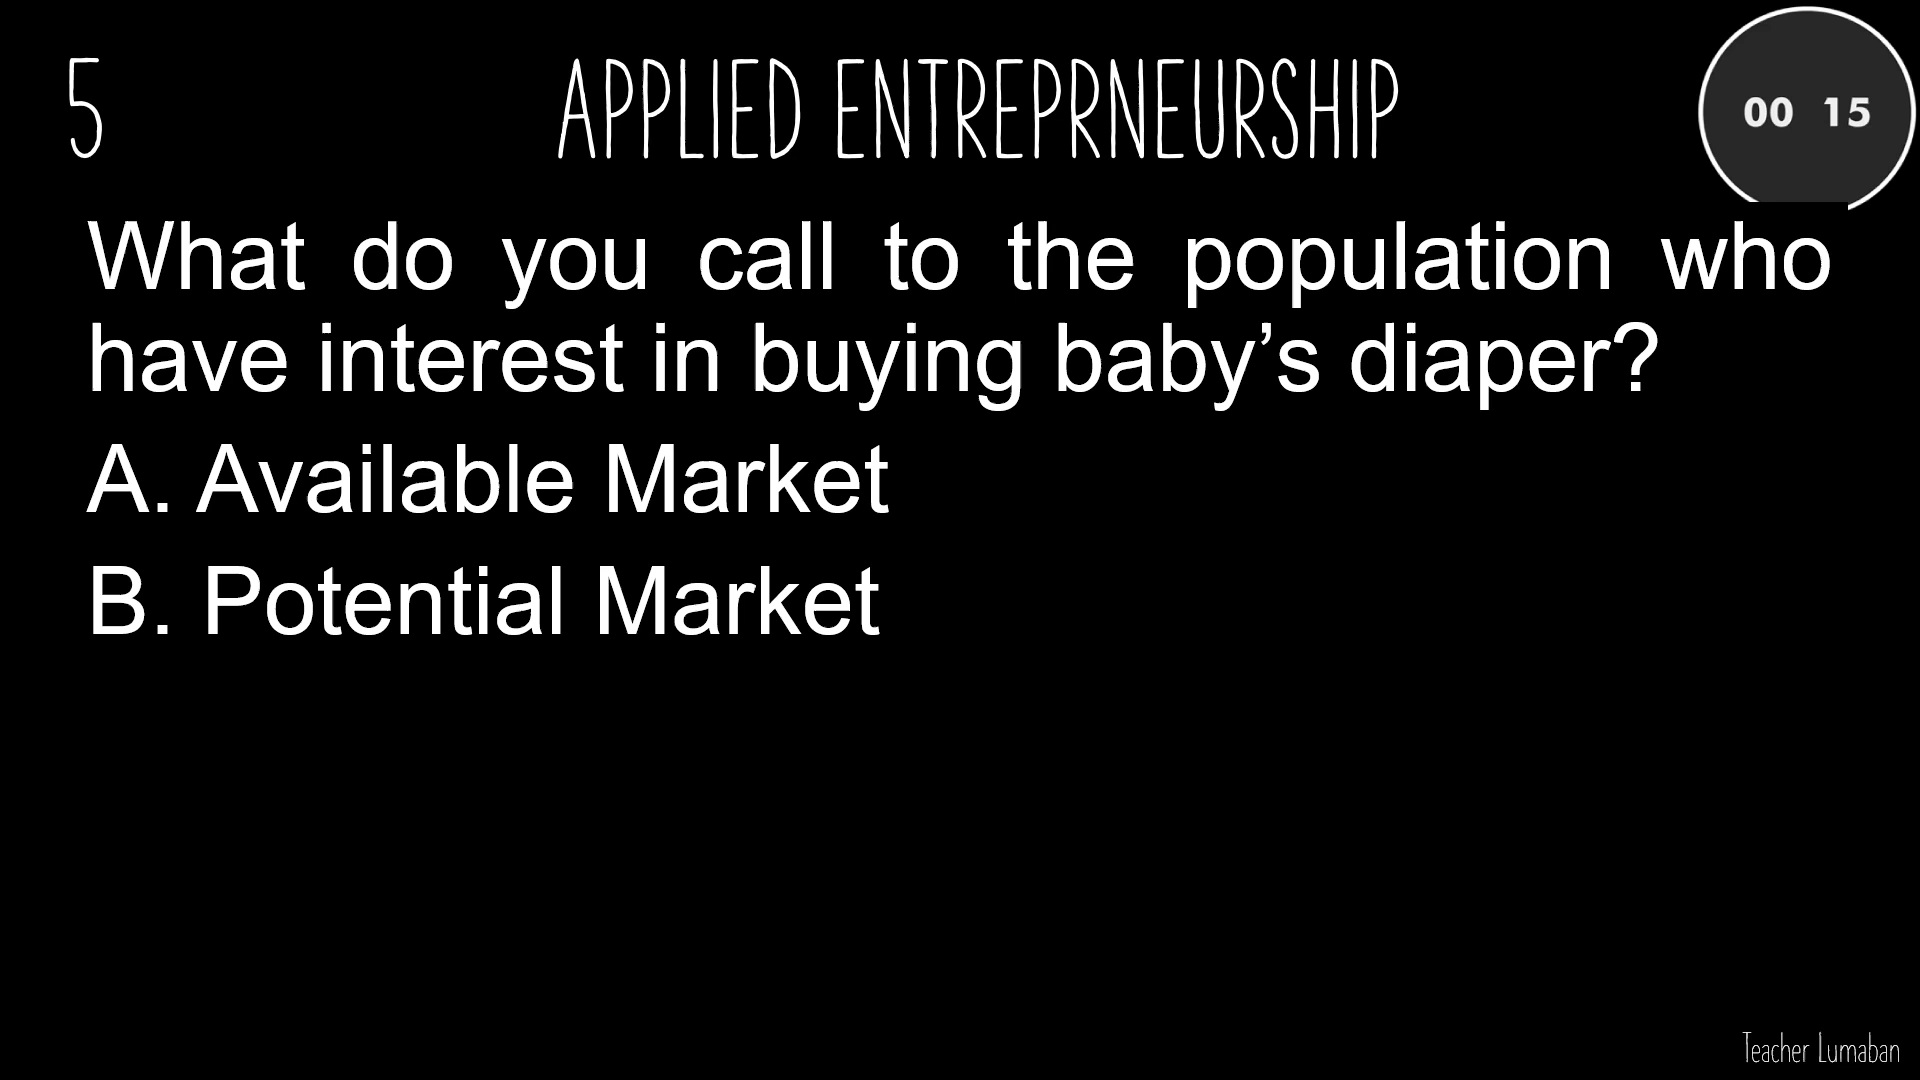 5
APPLIED ENTREPRNEURSHIP
00 15
What do you call to the population who
have interest in buying baby’s diaper?
A. Available Market
B. Potential Market
Teacher Lumaban